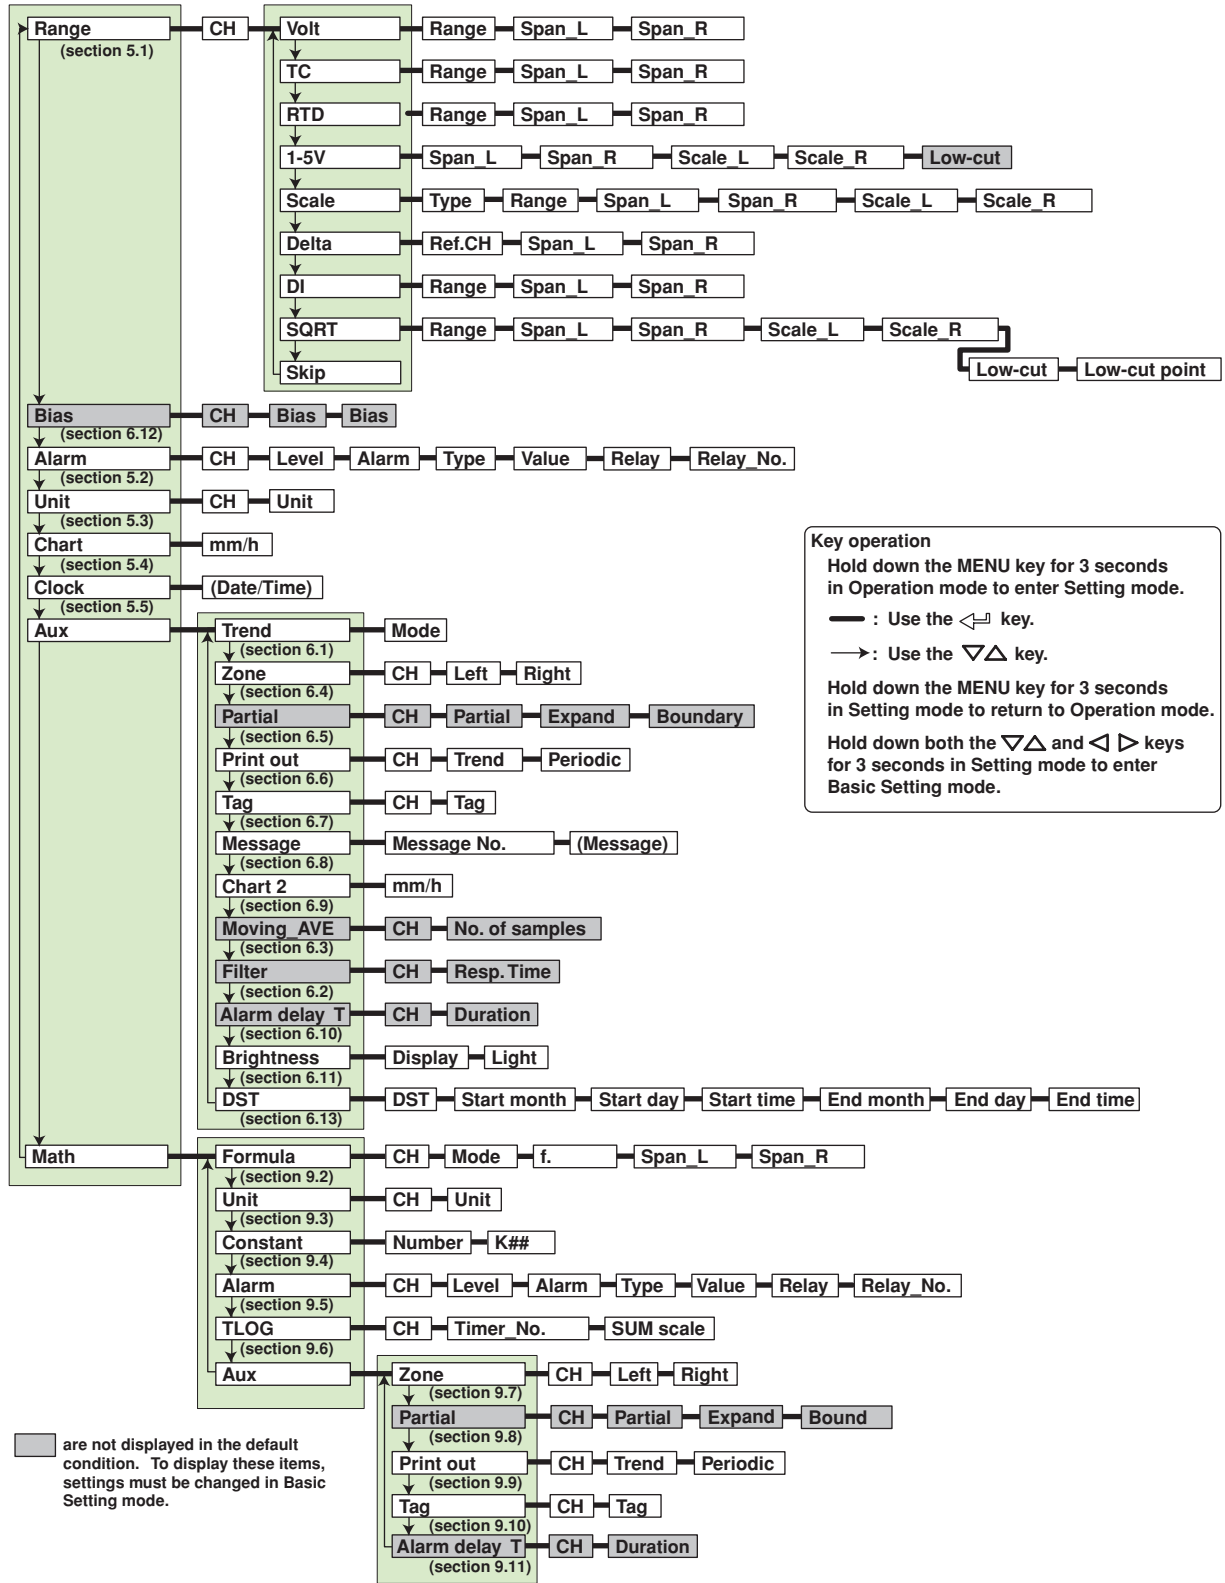 Range CH Volt Range Span_L Span_R
(section 5.1)
TC Range Span_L Span_R
RTD Range Span_L Span_R
1-5V Span_L Span_R Scale_L Scale_R Low-cut
Scale Type Range Span_L Span_R Scale_L Scale_R
Delta Ref.CH Span_L Span_R
DI Range Span_L Span_R
SQRT Range Span_L Span_R Scale_L Scale_R
Skip Low-cut Low-cut point
Bias CH Bias Bias
(section 6.12)
Alarm CH Level Alarm Type Value Relay Relay_No.
(section 5.2)
Unit CH Unit
(section 5.3)
Chart mm/h
(section 5.4)
Clock (Date/Time)
(section 5.5)
Aux Trend Mode
(section 6.1)
Zone CH Left Right
(section 6.4)
Partial CH Partial Expand Boundary
(section 6.5)
Print out CH Trend Periodic
(section 6.6)
Tag CH Tag
(section 6.7)
Message Message No. (Message)
(section 6.8)
Chart 2 mm/h
(section 6.9)
Moving_AVE CH No. of samples
(section 6.3)
Filter CH Resp. Time
(section 6.2)
Alarm delay T CH Duration
(section 6.10)
Brightness Display Light
(section 6.11)
DST DST Start month Start day Start time End month End day End time
(section 6.13)
Key operation
Hold down the MENU key for 3 seconds
in Operation mode to enter Setting mode.
: Use the key.
: Use the ▽△ key.
Hold down the MENU key for 3 seconds
in Setting mode to return to Operation mode.
Hold down both the ▽△ and ◁ ▷ keys
for 3 seconds in Setting mode to enter
Basic Setting mode.
Math Formula CH Mode f. Span_L Span_R
(section 9.2)
Unit CH Unit
(section 9.3)
Constant Number K##
(section 9.4)
Alarm CH Level Alarm Type Value Relay Relay_No.
(section 9.5)
TLOG CH Timer_No. SUM scale
(section 9.6)
Aux Zone CH Left Right
(section 9.7)
Partial CH Partial Expand Bound
(section 9.8)
Print out CH Trend Periodic
(section 9.9)
Tag CH Tag
(section 9.10)
Alarm delay T CH Duration
(section 9.11)
are not displayed in the default
condition. To display these items,
settings must be changed in Basic
Setting mode.